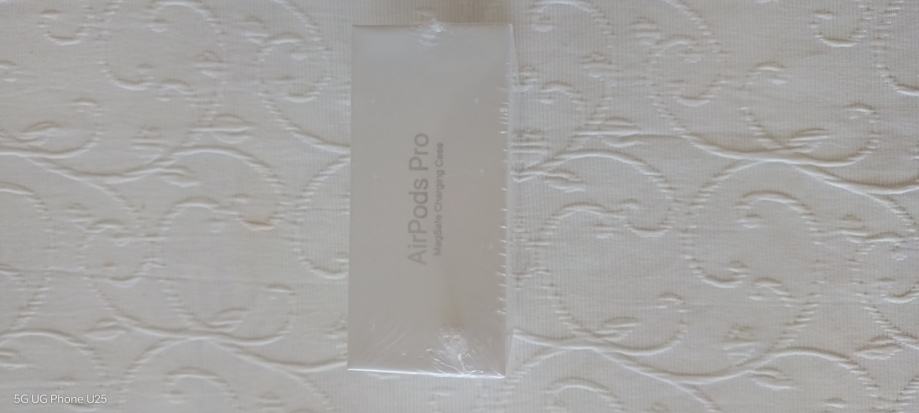 AirPods Pro
MagSafe Charging Case
5G UG Phone U25